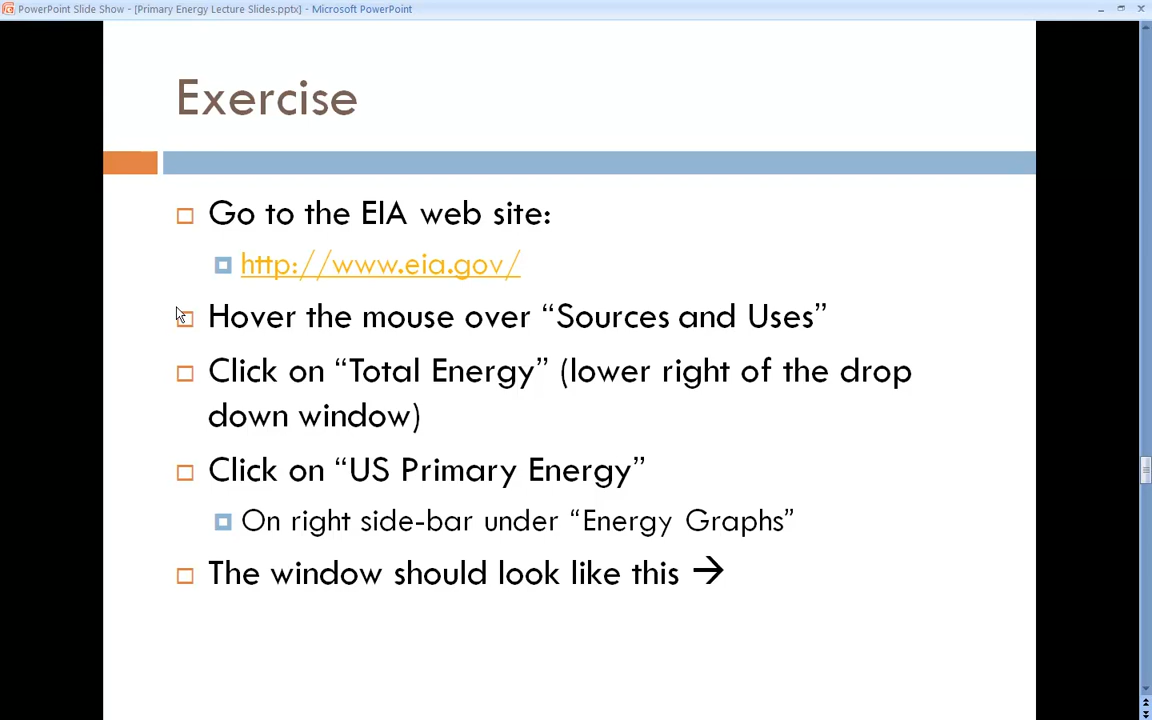 PowerPoint Slide Show - [Primary Energy Lecture Slides.pptx] - Microsoft PowerPoint
Exercise
Go to the EIA web site:
http://www.eia.gov/
Hover the mouse over “Sources and Uses”
Click on “Total Energy” (lower right of the drop
down window)
Click on “US Primary Energy”
On right side-bar under “Energy Graphs”
The window should look like this →